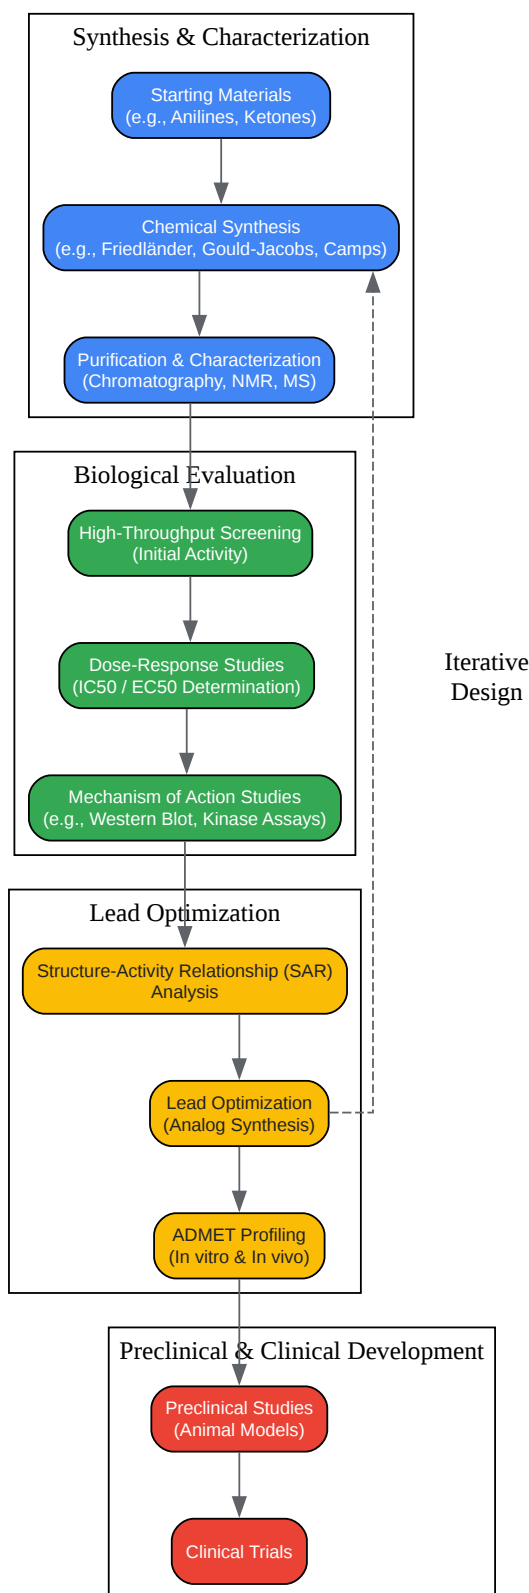 Synthesis & Characterization
Starting Materials
(e.g., Anilines, Ketones)
Chemical Synthesis
(e.g., Friedländer, Gould-Jacobs, Camps)
Purification & Characterization
(Chromatography, NMR, MS)
Biological Evaluation
High-Throughput Screening
(Initial Activity)
Dose-Response Studies
(IC50 / EC50 Determination)
Mechanism of Action Studies
(e.g., Western Blot, Kinase Assays)
Iterative
Design
Lead Optimization
Structure-Activity Relationship (SAR)
Analysis
Lead Optimization
(Analog Synthesis)
ADMET Profiling
(In vitro & In vivo)
Preclinical & Clinical Development
Preclinical Studies
(Animal Models)
Clinical Trials